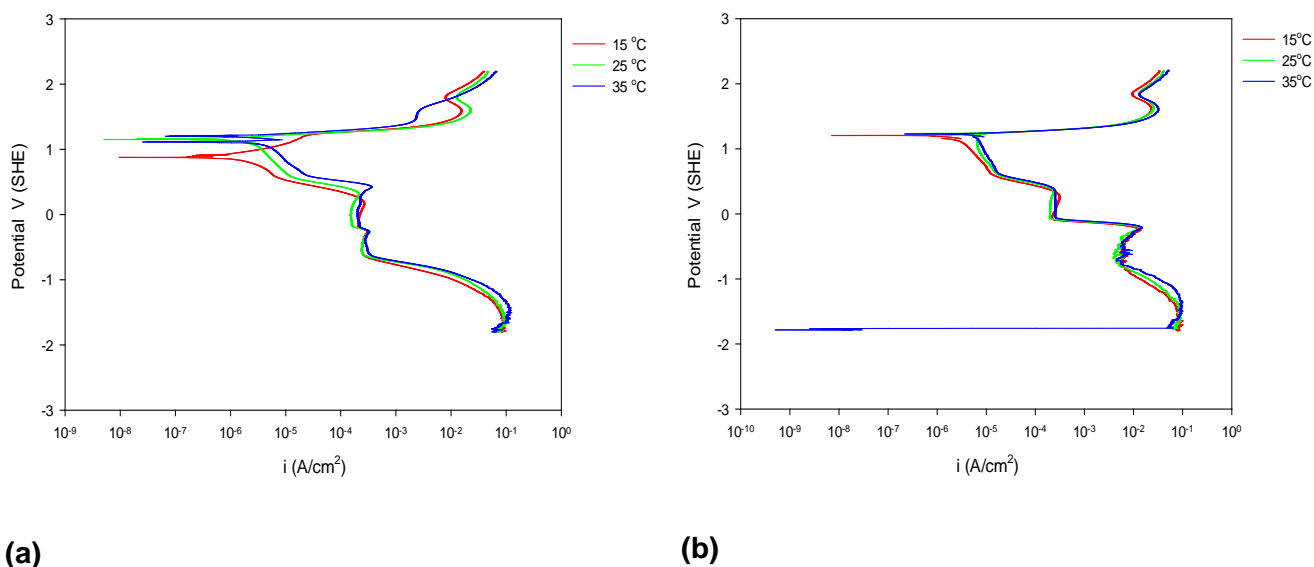 3
2
1
0
-1
-2
-3
Potential V (SHE)
10⁻⁹ 10⁻⁸ 10⁻⁷ 10⁻⁶ 10⁻⁵ 10⁻⁴ 10⁻³ 10⁻² 10⁻¹ 10⁰
i (A/cm²)
15 °C
25 °C
35 °C
(a)
3
2
1
0
-1
-2
-3
Potential V (SHE)
10⁻¹⁰ 10⁻⁹ 10⁻⁸ 10⁻⁷ 10⁻⁶ 10⁻⁵ 10⁻⁴ 10⁻³ 10⁻² 10⁻¹ 10⁰
i (A/cm²)
15°C
25°C
35°C
(b)